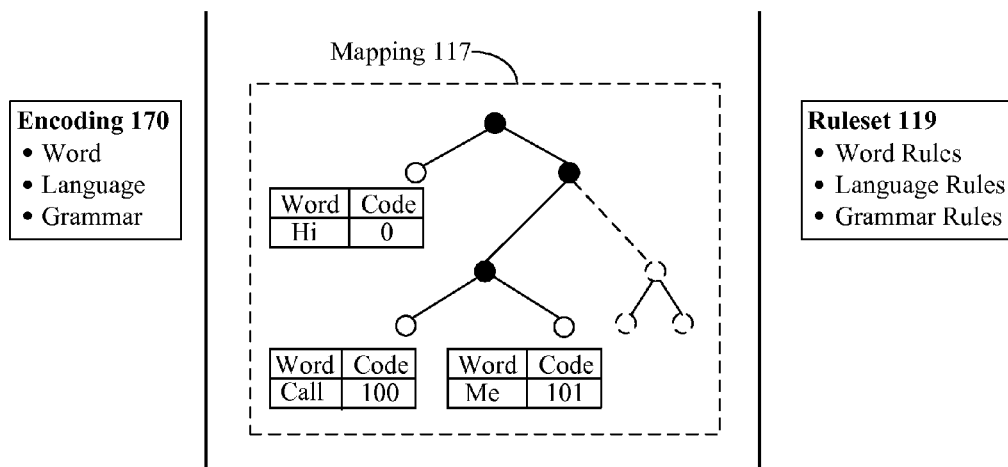 Mapping 117
Encoding 170
• Word
• Language
• Grammar
Word Code
Hi 0
Word Code
Call 100
Word Code
Me 101
Ruleset 119
• Word Rules
• Language Rules
• Grammar Rules